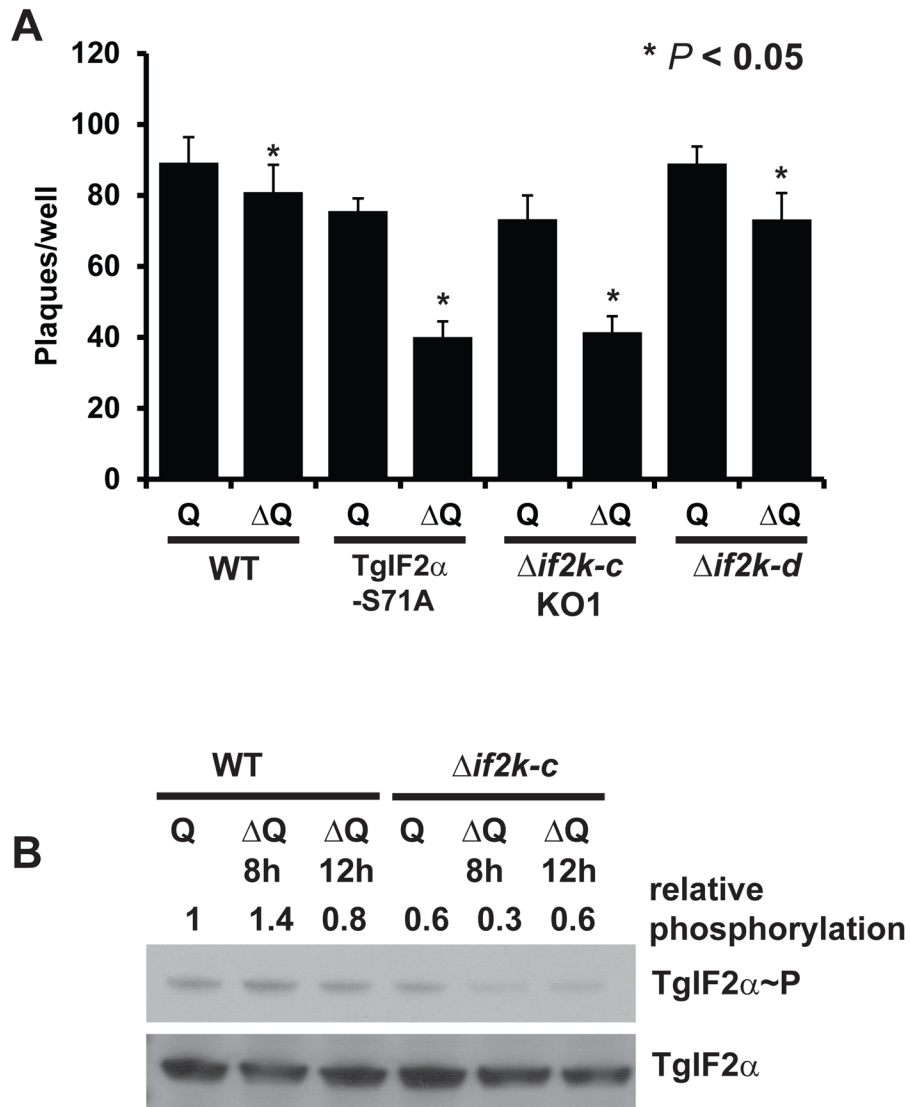 A
* P < 0.05
120
100
80
60
40
20
0
Plaques/well
* * * *
Q ΔQ Q ΔQ Q ΔQ Q ΔQ
WT TgIF2α Δif2k-c Δif2k-d
-S71A KO1
WT Δif2k-c
B
Q ΔQ ΔQ Q ΔQ ΔQ
8h 12h 8h 12h
relative
1 1.4 0.8 0.6 0.3 0.6 phosphorylation
TgIF2α~P
TgIF2α